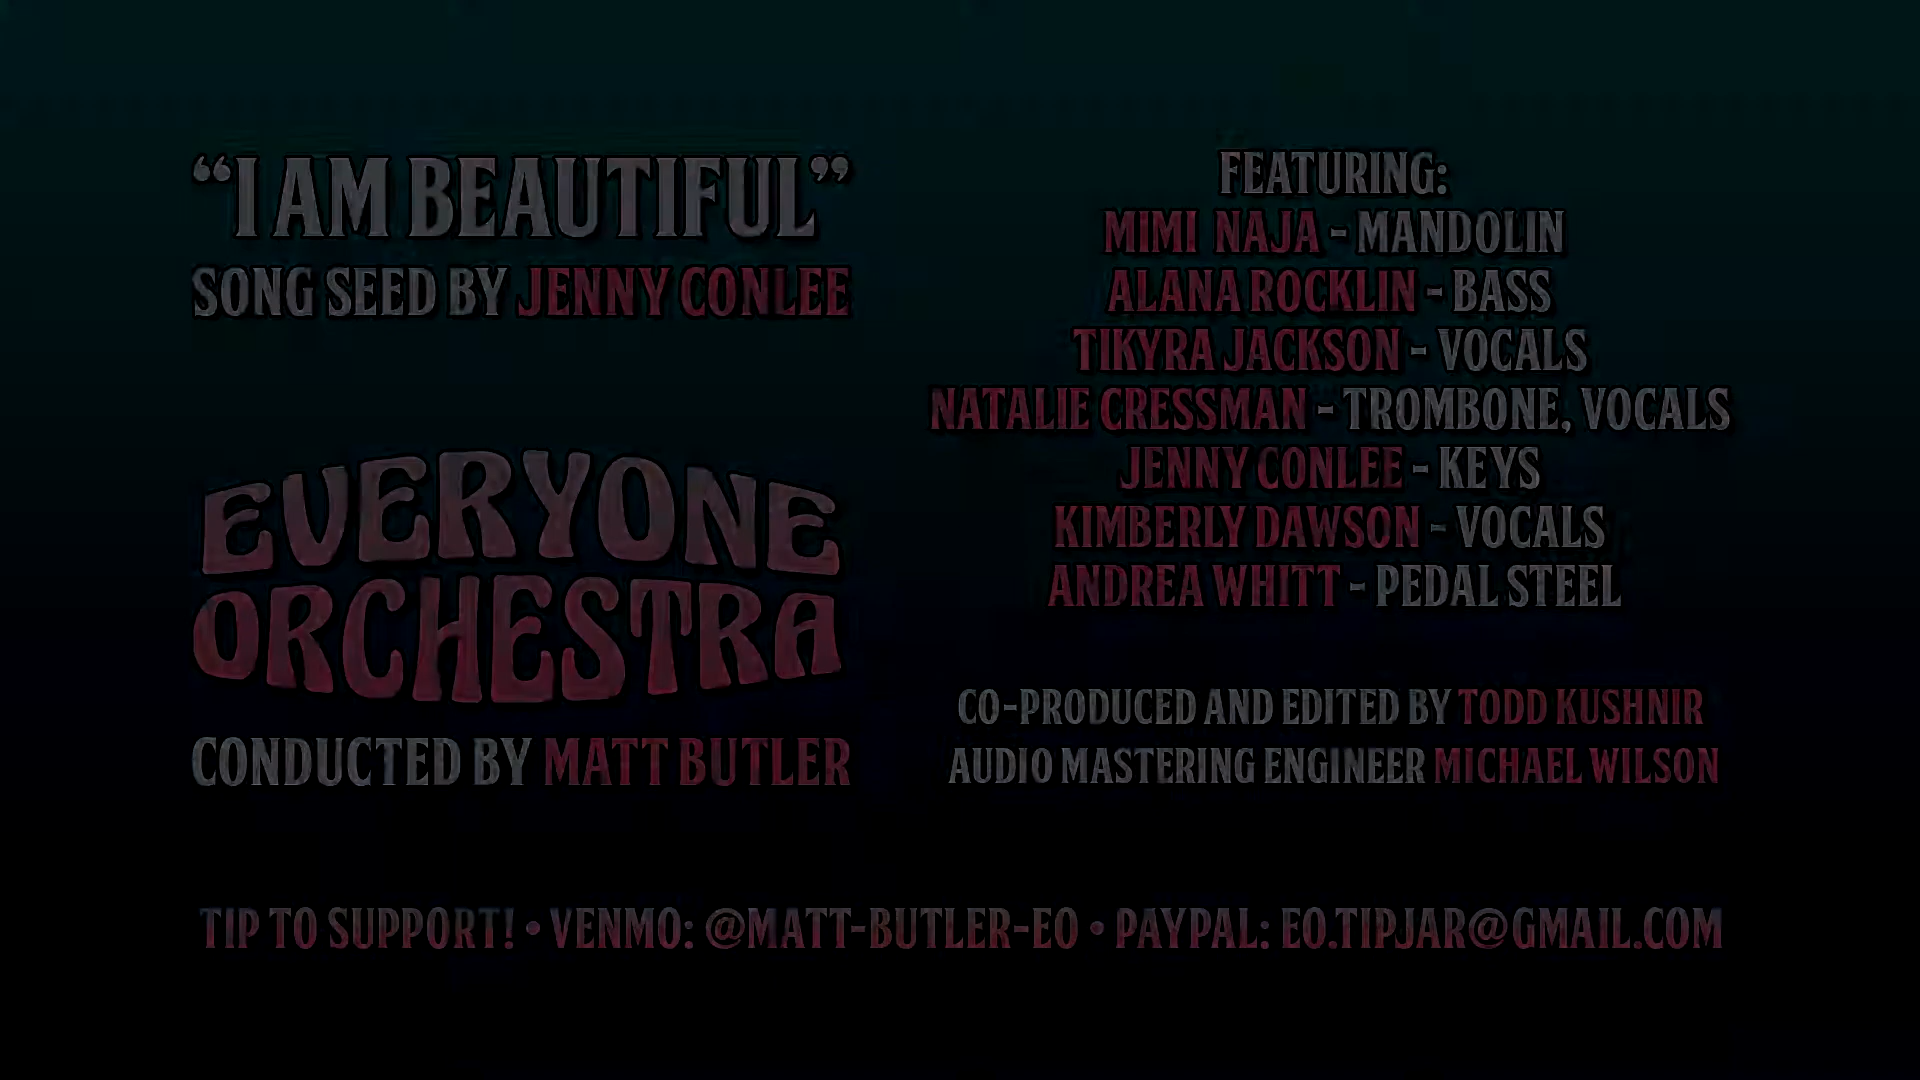 “I AM BEAUTIFUL”
SONG SEED BY JENNY CONLEE
EVERYONE
ORCHESTRA
CONDUCTED BY MATT BUTLER
FEATURING:
MIMI NAJA - MANDOLIN
ALANA ROCKLIN - BASS
TIKYRA JACKSON - VOCALS
NATALIE CRESSMAN - TROMBONE, VOCALS
JENNY CONLEE - KEYS
KIMBERLY DAWSON - VOCALS
ANDREA WHITT - PEDAL STEEL
CO-PRODUCED AND EDITED BY TODD KUSHNIR
AUDIO MASTERING ENGINEER MICHAEL WILSON
TIP TO SUPPORT! • VENMO: @MATT-BUTLER-EO • PAYPAL: EO.TIPJAR@GMAIL.COM